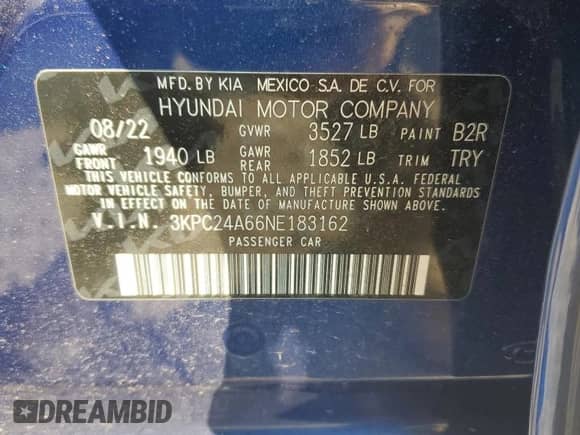 MFD. BY KIA MEXICO S.A. DE C.V. FOR
HYUNDAI MOTOR COMPANY
08/22 GVWR 3527 LB PAINT B2R
GAWR FRONT 1940 LB GAWR REAR 1852 LB TRIM TRY
THIS VEHICLE CONFORMS TO ALL APPLICABLE U.S.A. FEDERAL
MOTOR VEHICLE SAFETY, BUMPER, AND THEFT PREVENTION STANDARDS
IN EFFECT ON THE DATE OF MANUFACTURE SHOWN ABOVE.
V.I.N. 3KPC24A66NE183162
PASSENGER CAR
DREAMBID